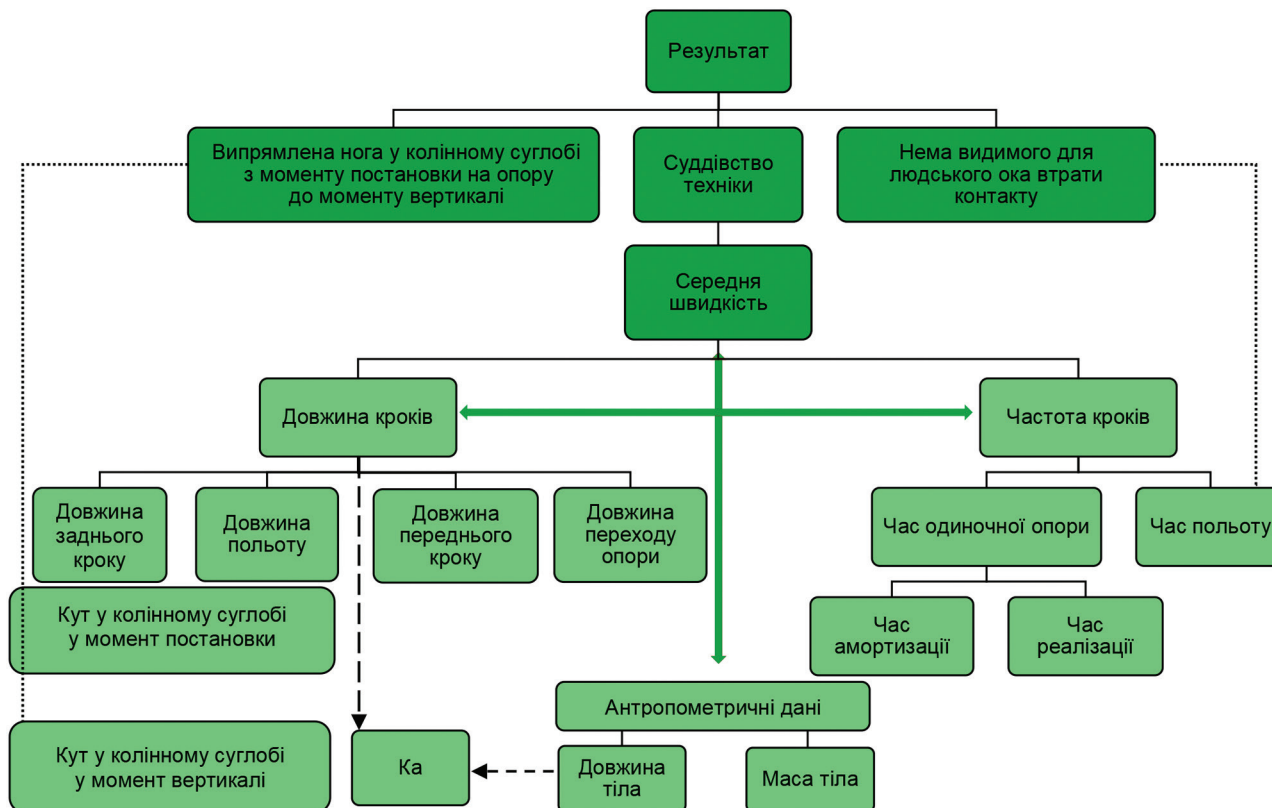 Результат
Випрямлена нога у колінному суглобі
з моменту постановки на опору
до моменту вертикалі
Суддівство
техніки
Нема видимого для
людського ока втрати
контакту
Середня
швидкість
Довжина кроків
Частота кроків
Довжина
заднього
кроку
Довжина
польоту
Довжина
переднього
кроку
Довжина
переходу
опори
Час одиночної опори
Час польоту
Кут у колінному суглобі
у момент постановки
Час
амортизації
Час
реалізації
Антропометричні дані
Кут у колінному суглобі
у момент вертикалі
Ка
Довжина
тіла
Маса тіла